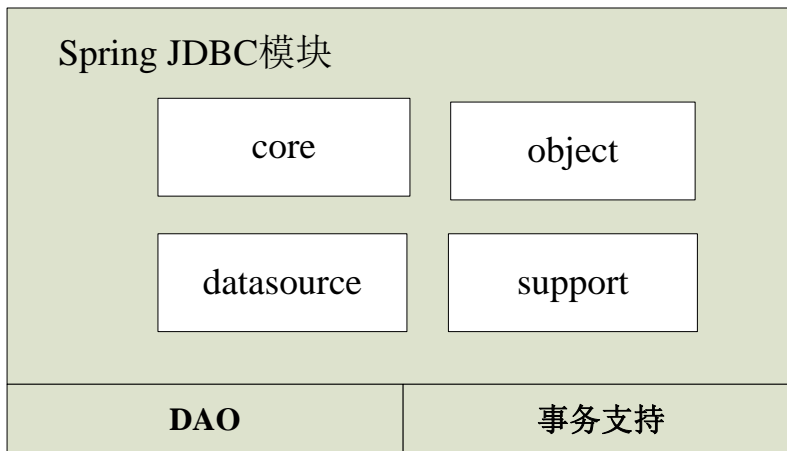 Spring JDBC模块
core
object
datasource
support
DAO
事务支持